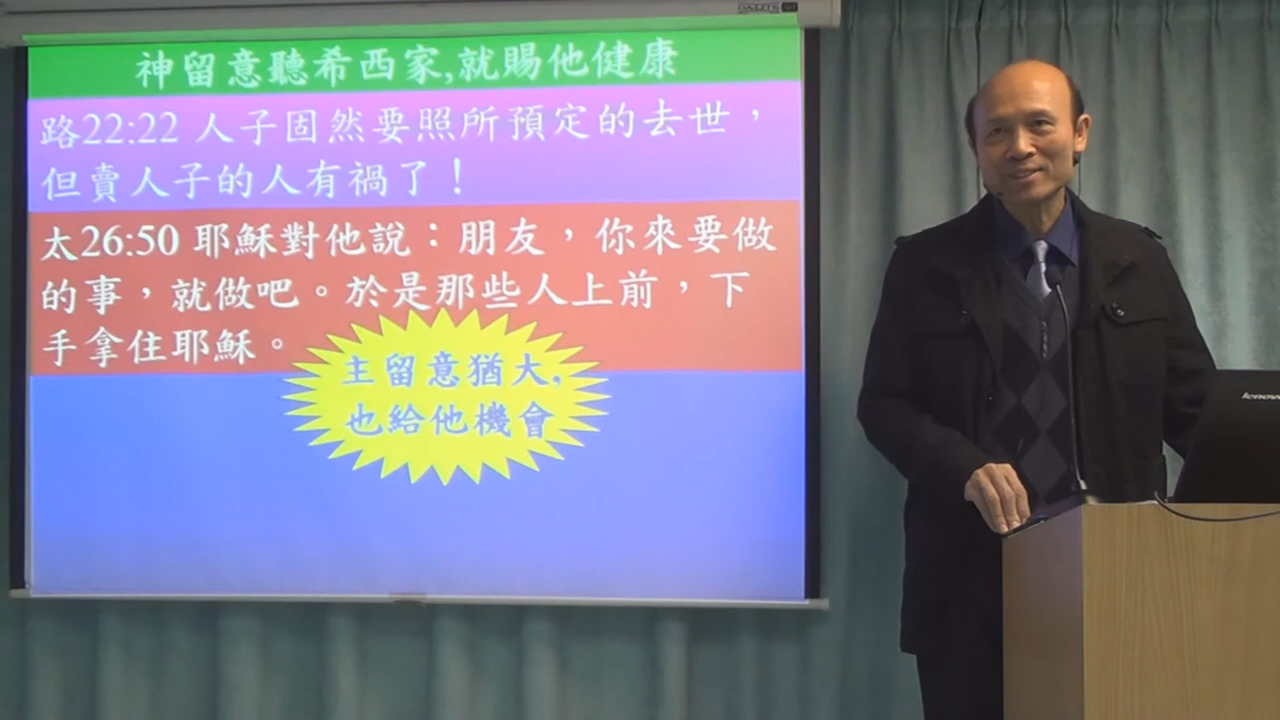 神留意聽希西家,就賜他健康
路22:22 人子固然要照所預定的去世，
但賣人子的人有禍了！
太26:50 耶穌對他說：朋友，你來要做
的事，就做吧。於是那些人上前，下
手拿住耶穌。
主留意猶大,
也給他機會
lenovo